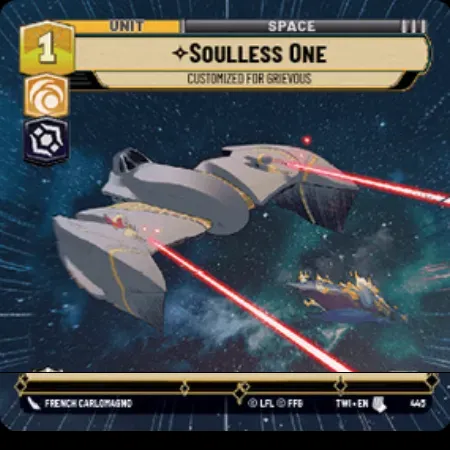 UNIT SPACE
1
SOULLESS ONE
CUSTOMIZED FOR GRIEVOUS
FRENCH CARLOMAGNO © LFL © FFG TWI • EN 445